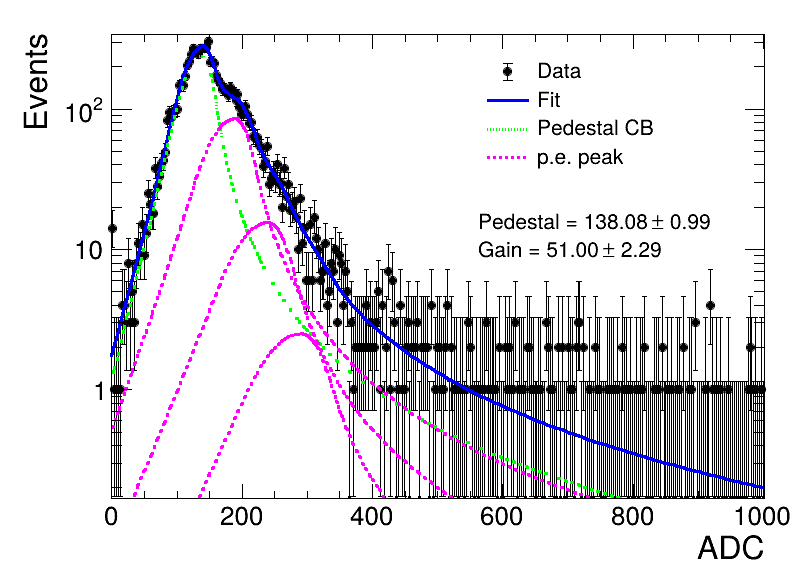 Events
10²
10
1
Data
Fit
Pedestal CB
p.e. peak
Pedestal = 138.08 ± 0.99
Gain = 51.00 ± 2.29
0 200 400 600 800 1000
ADC